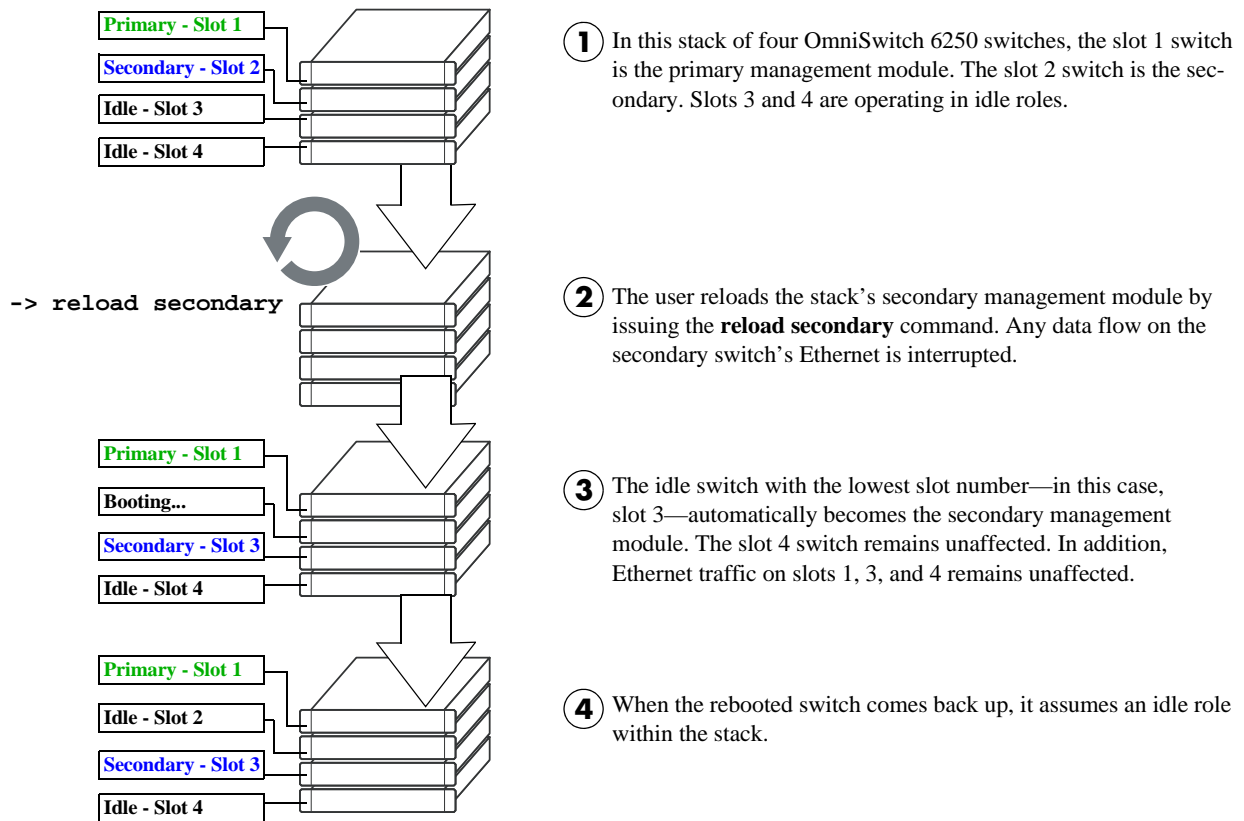 Primary - Slot 1
Secondary - Slot 2
Idle - Slot 3
Idle - Slot 4
1 In this stack of four OmniSwitch 6250 switches, the slot 1 switch
is the primary management module. The slot 2 switch is the sec-
ondary. Slots 3 and 4 are operating in idle roles.
-> reload secondary
2 The user reloads the stack’s secondary management module by
issuing the reload secondary command. Any data flow on the
secondary switch’s Ethernet is interrupted.
Primary - Slot 1
Booting...
Secondary - Slot 3
Idle - Slot 4
3 The idle switch with the lowest slot number—in this case,
slot 3—automatically becomes the secondary management
module. The slot 4 switch remains unaffected. In addition,
Ethernet traffic on slots 1, 3, and 4 remains unaffected.
Primary - Slot 1
Idle - Slot 2
Secondary - Slot 3
Idle - Slot 4
4 When the rebooted switch comes back up, it assumes an idle role
within the stack.